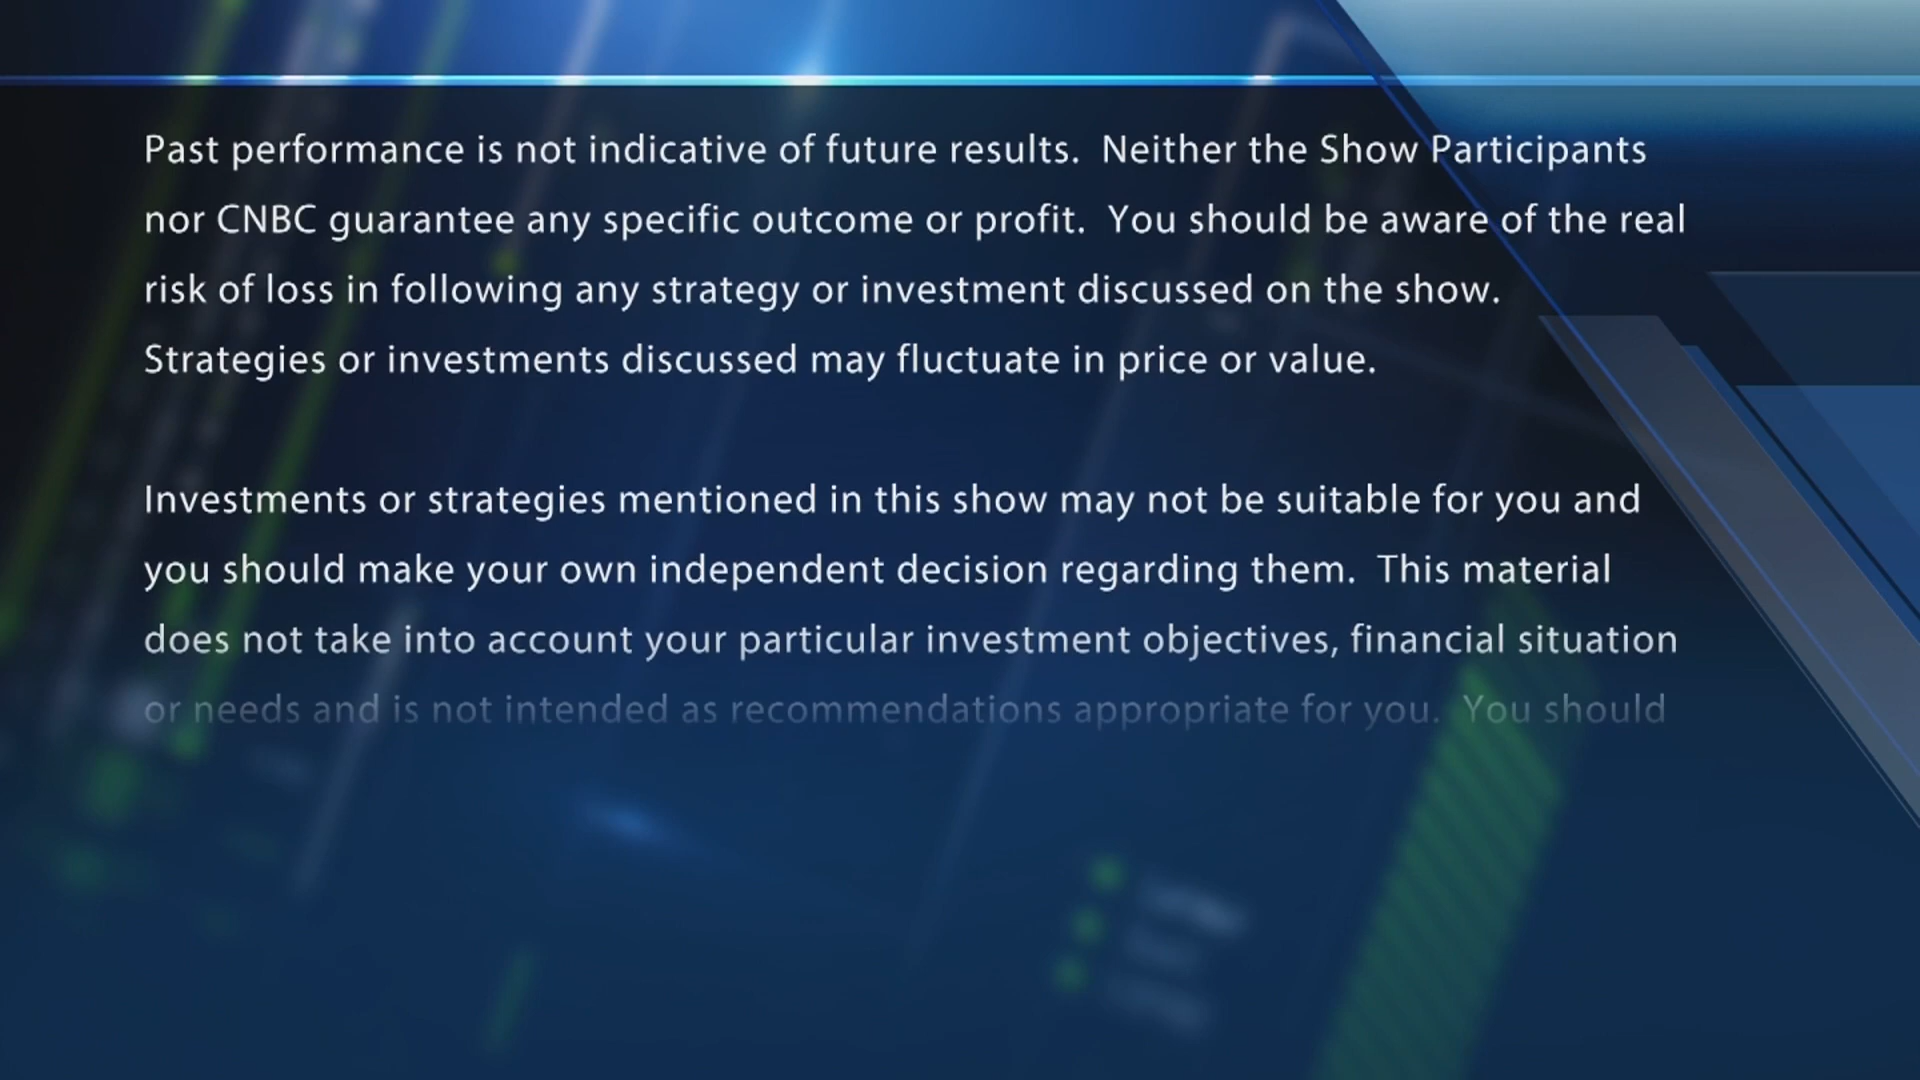 Past performance is not indicative of future results.  Neither the Show Participants
nor CNBC guarantee any specific outcome or profit.  You should be aware of the real
risk of loss in following any strategy or investment discussed on the show.
Strategies or investments discussed may fluctuate in price or value.
Investments or strategies mentioned in this show may not be suitable for you and
you should make your own independent decision regarding them.  This material
does not take into account your particular investment objectives, financial situation
or needs and is not intended as recommendations appropriate for you.  You should